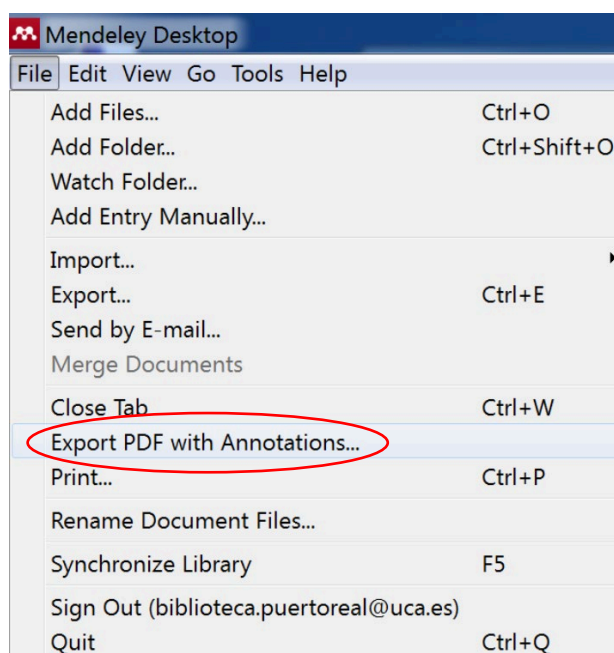 Mendeley Desktop
File Edit View Go Tools Help
Add Files... Ctrl+O
Add Folder... Ctrl+Shift+O
Watch Folder...
Add Entry Manually...
Import...
Export... Ctrl+E
Send by E-mail...
Merge Documents
Close Tab Ctrl+W
Export PDF with Annotations...
Print... Ctrl+P
Rename Document Files...
Synchronize Library F5
Sign Out (biblioteca.puertoreal@uca.es)
Quit Ctrl+Q